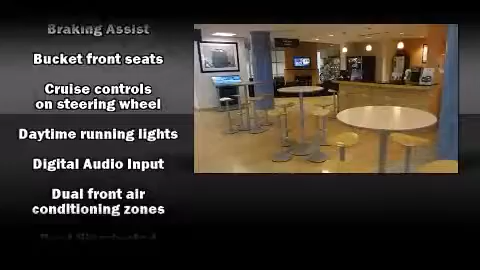 Braking Assist
Bucket front seats
Cruise controls
on steering wheel
Daytime running lights
Digital Audio Input
Dual front air
conditioning zones